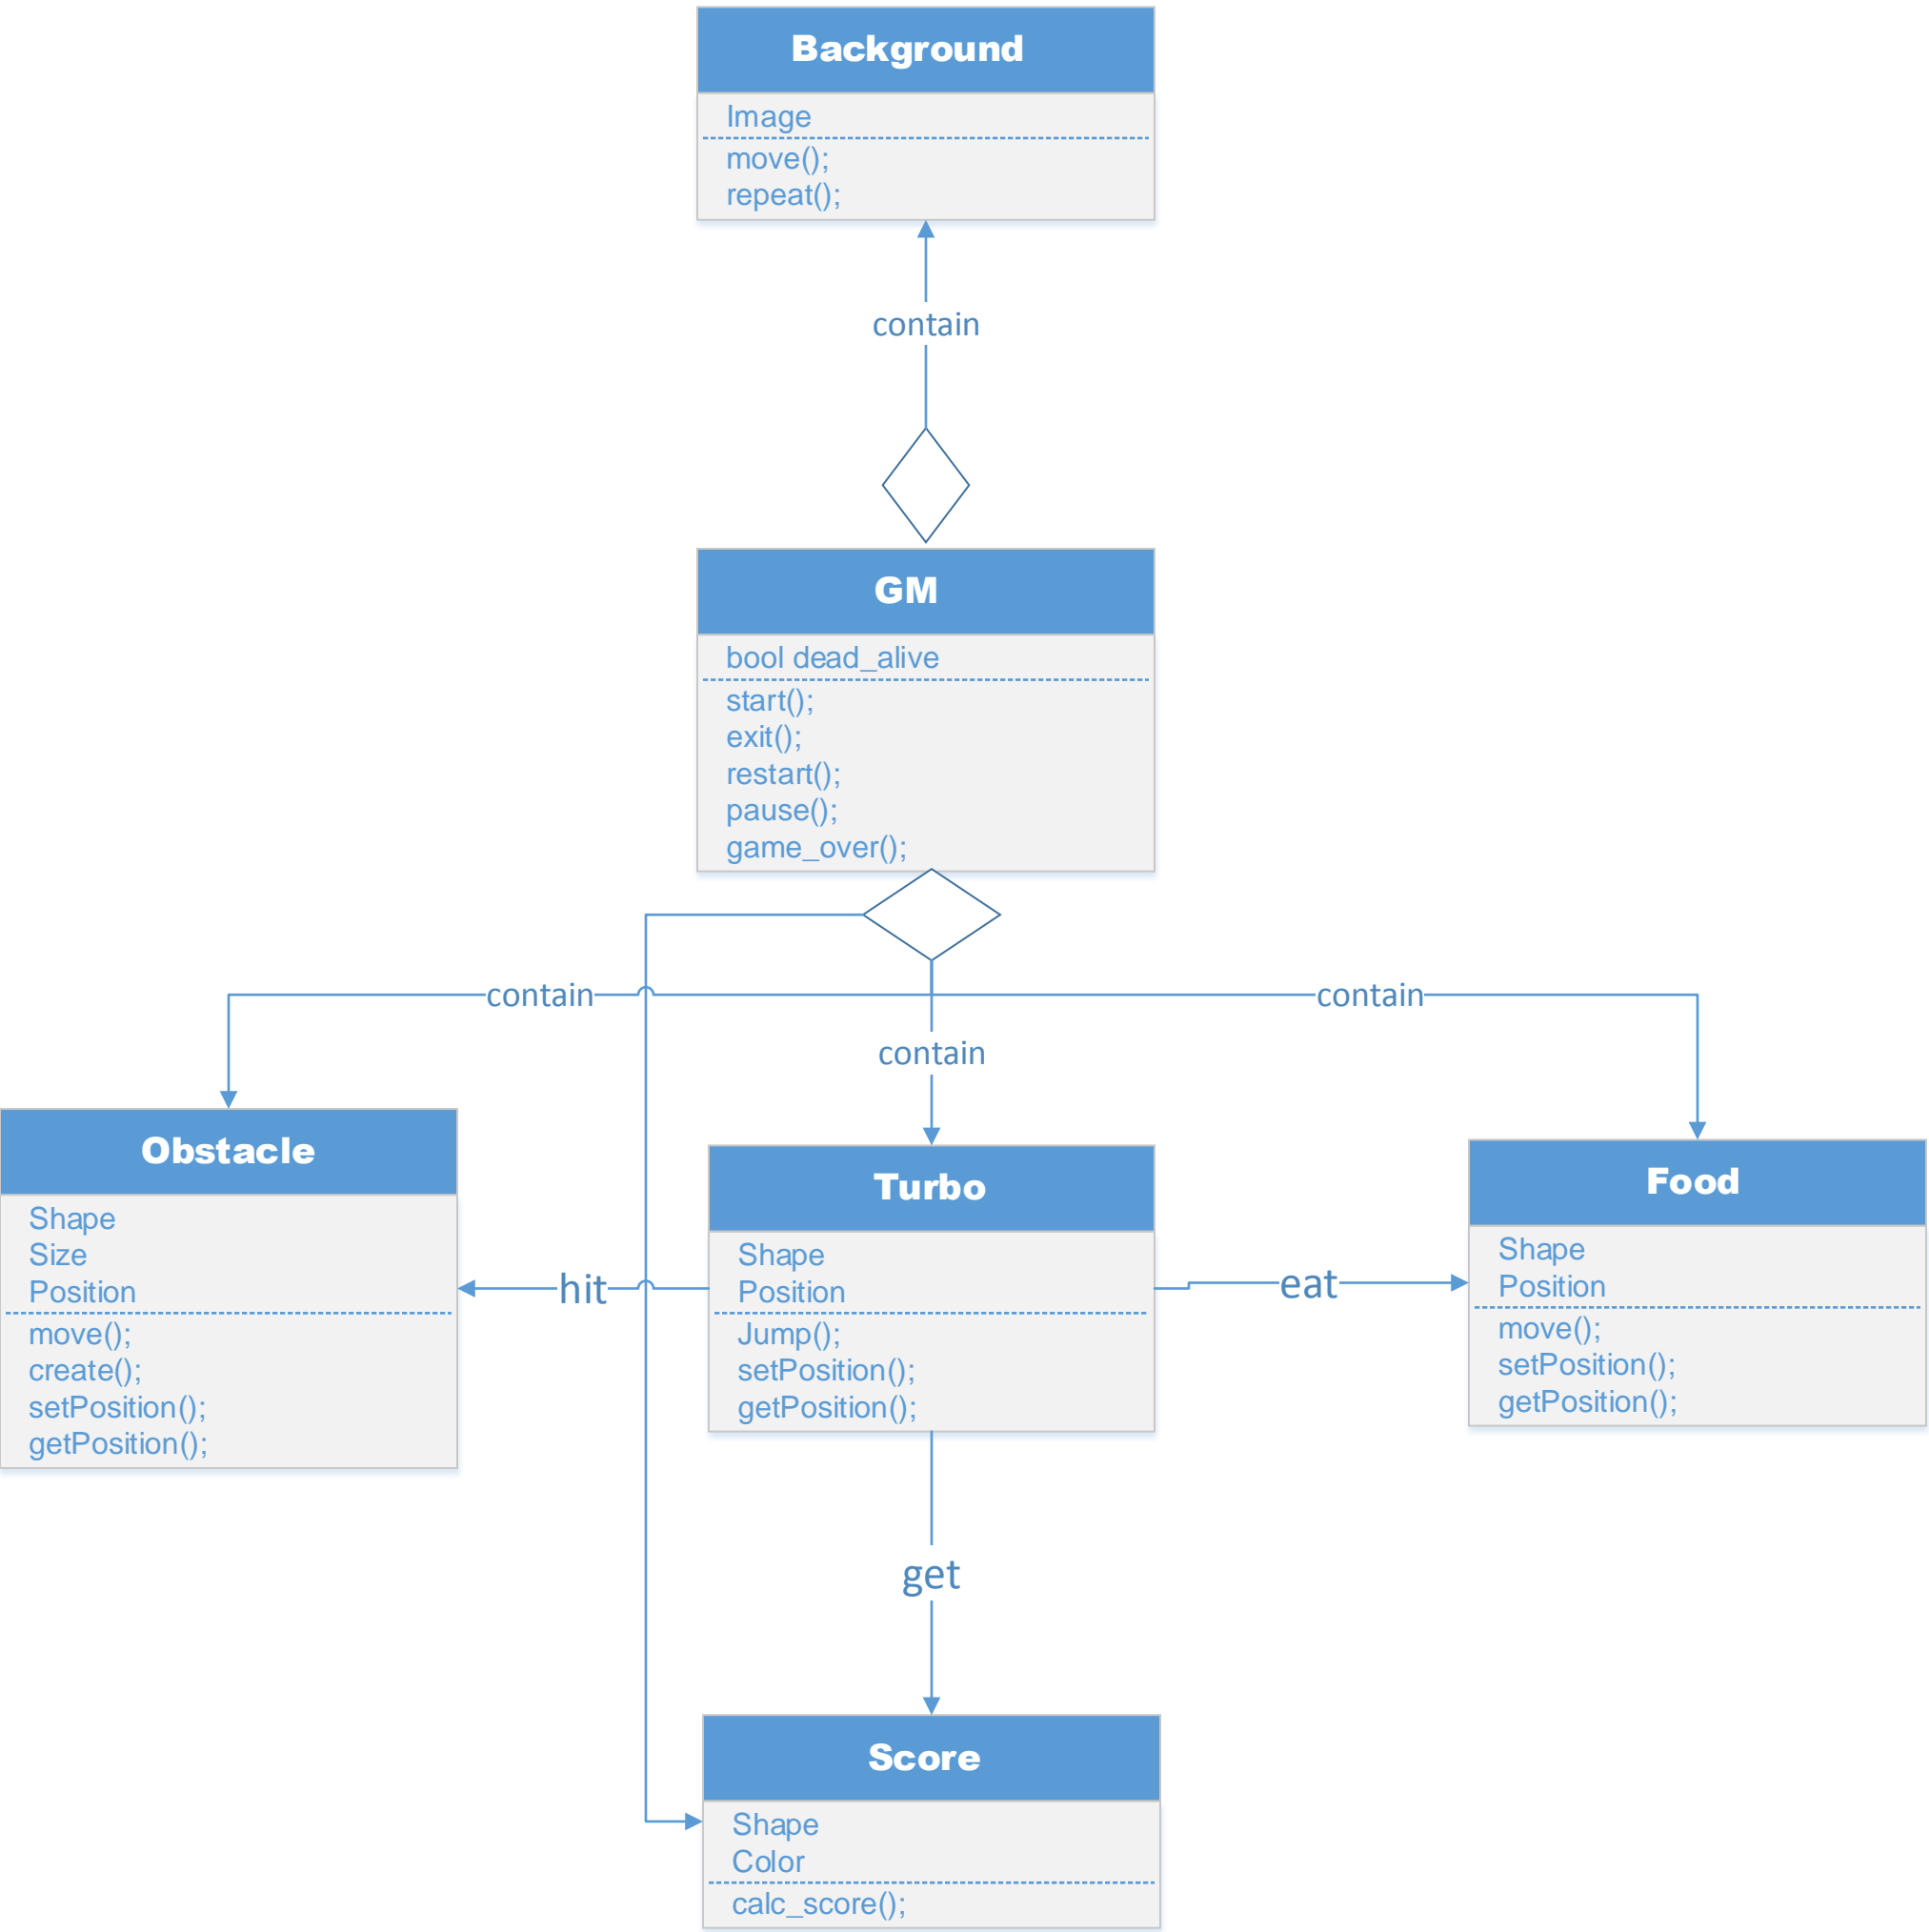 Background
Image
move();
repeat();
contain
GM
bool dead_alive
start();
exit();
restart();
pause();
game_over();
contain
contain
contain
Obstacle
Shape
Size
Position
move();
create();
setPosition();
getPosition();
hit
Turbo
Shape
Position
Jump();
setPosition();
getPosition();
eat
Food
Shape
Position
move();
setPosition();
getPosition();
get
Score
Shape
Color
calc_score();